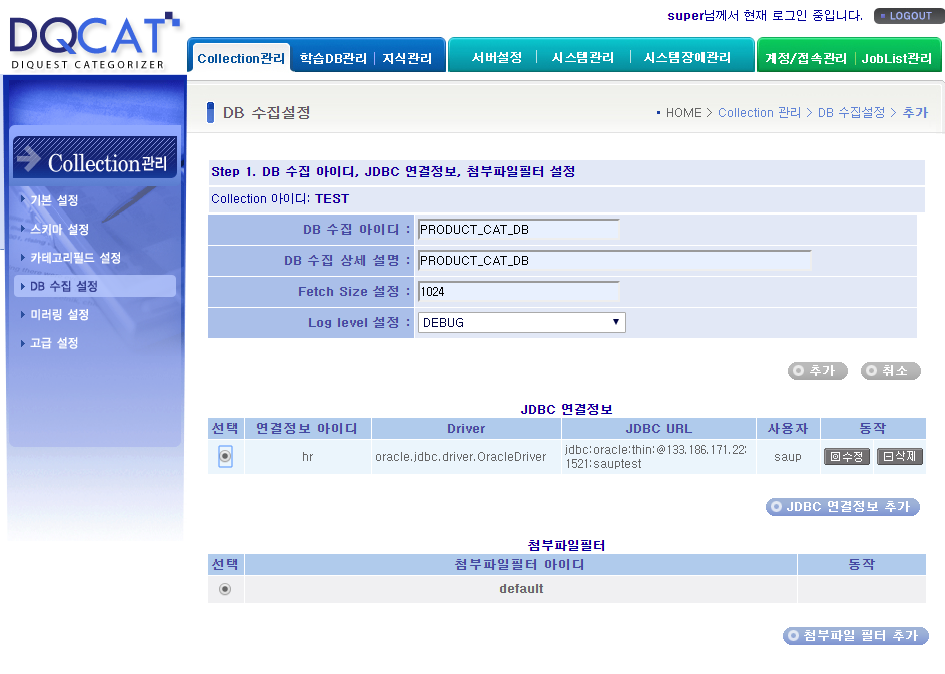 super님께서 현재 로그인 중입니다. LOGOUT
DQCAT
DIQUEST CATEGORIZER
Collection관리 학습DB관리 지식관리 서버설정 시스템관리 시스템장애관리 계정/접속관리 JobList관리
DB 수집설정
HOME > Collection 관리 > DB 수집설정 > 추가
Collection관리
기본 설정
스키마 설정
카테고리필드 설정
DB 수집 설정
미러링 설정
고급 설정
Step 1. DB 수집 아이디, JDBC 연결정보, 첨부파일필터 설정
Collection 아이디: TEST
DB 수집 아이디 : PRODUCT_CAT_DB
DB 수집 상세 설명 : PRODUCT_CAT_DB
Fetch Size 설정 : 1024
Log level 설정 : DEBUG
추가 취소
JDBC 연결정보
선택 연결정보 아이디 Driver JDBC URL 사용자 동작
hr oracle.jdbc.driver.OracleDriver jdbc:oracle:thin:@133.186.171.22:
1521:sauptest saup 수정 삭제
JDBC 연결정보 추가
첨부파일필터
선택 첨부파일필터 아이디 동작
default
첨부파일 필터 추가